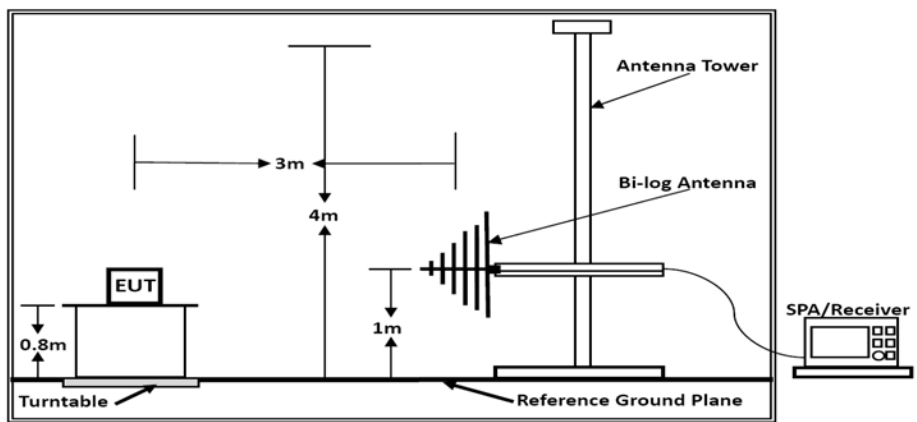 Antenna Tower
3m
Bi-log Antenna
4m
EUT
SPA/Receiver
0.8m
1m
Turntable
Reference Ground Plane